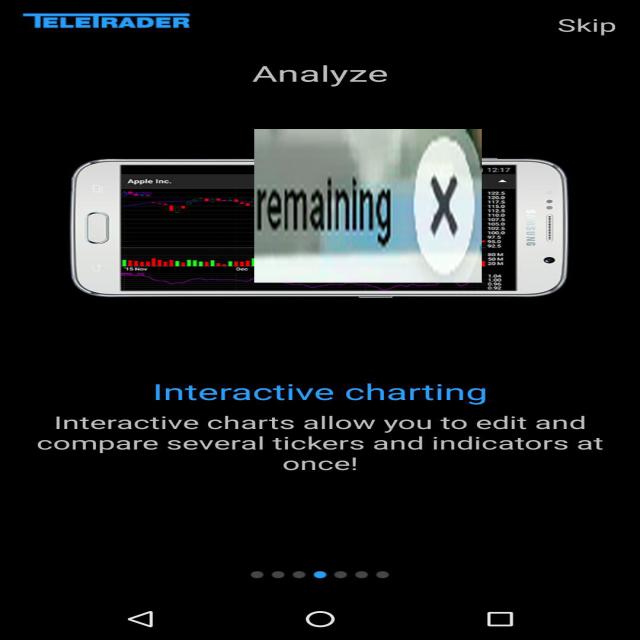 TELETRADER
Skip
Analyze
12:17
Apple Inc.
remaining X
122.5
120.0
117.5
115.0
112.5
110.0
107.5
105.0
102.5
100.0
97.5
95.0
92.5
80 M
50 M
20 M
15 Nov
Dec
1.04
1.00
0.96
0.92
SAMSUNG
Interactive charting
Interactive charts allow you to edit and
compare several tickers and indicators at
once!